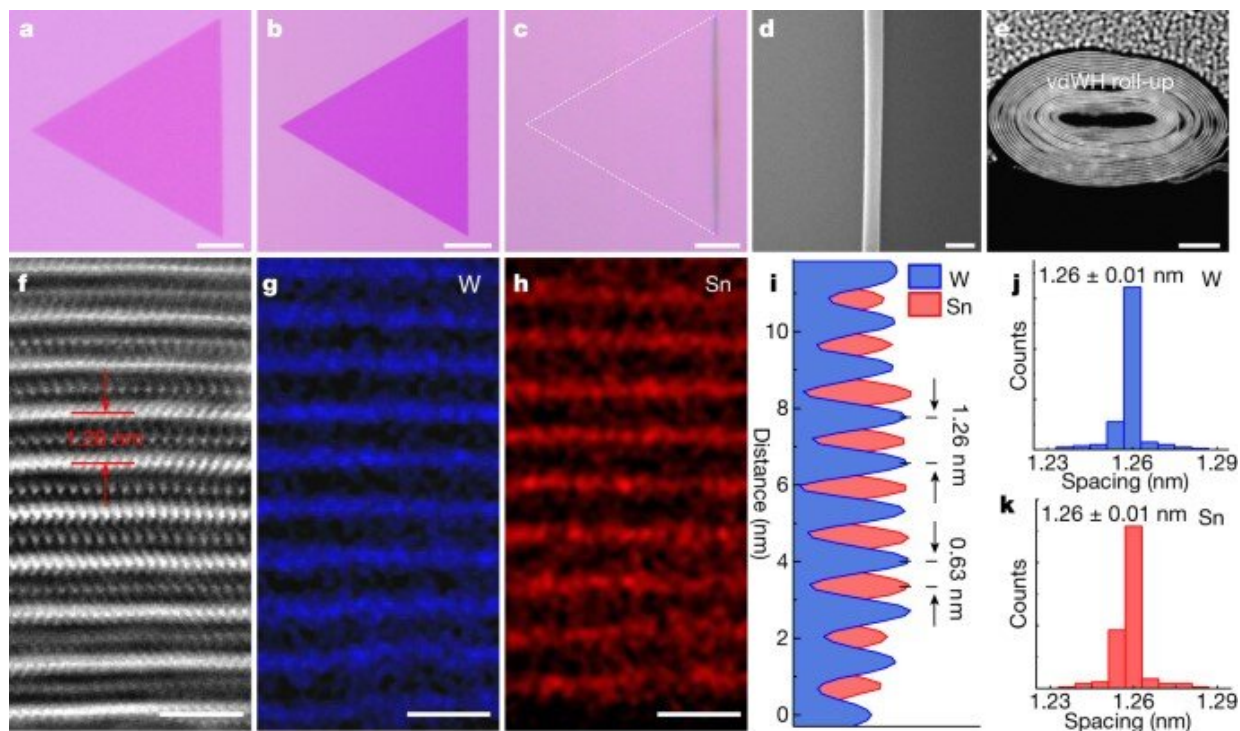 a
b
c
d
e
vdWH roll-up
f
1.26 nm
g
W
h
Sn
i
W
Sn
Distance (nm)
10
8
6
4
2
0
1.26 nm
0.63 nm
j
1.26 ± 0.01 nm
W
Counts
1.23
1.26
1.29
Spacing (nm)
k
1.26 ± 0.01 nm
Sn
Counts
1.23
1.26
1.29
Spacing (nm)